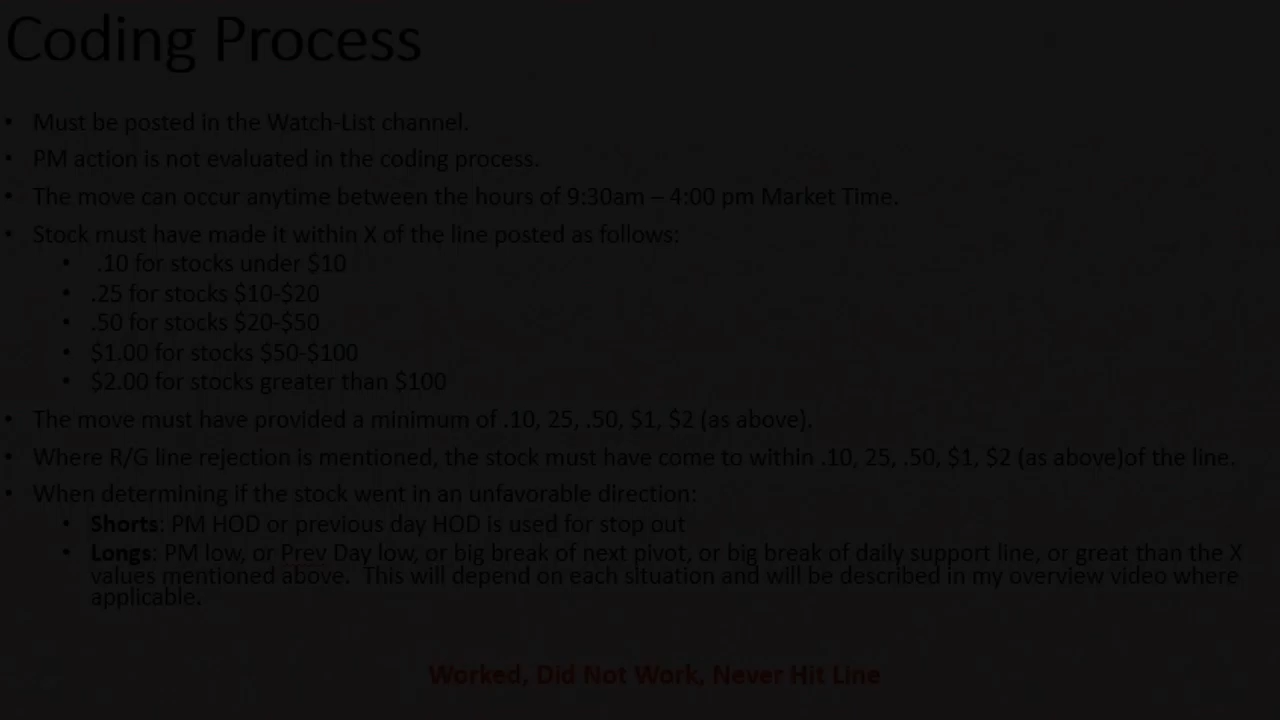 Coding Process
• Must be posted in the Watch-List channel.
• PM action is not evaluated in the coding process.
• The move can occur anytime between the hours of 9:30am – 4:00 pm Market Time.
• Stock must have made it within X of the line posted as follows:
• .10 for stocks under $10
• .25 for stocks $10-$20
• .50 for stocks $20-$50
• $1.00 for stocks $50-$100
• $2.00 for stocks greater than $100
• The move must have provided a minimum of .10, 25, .50, $1, $2 (as above).
• Where R/G line rejection is mentioned, the stock must have come to within .10, 25, .50, $1, $2 (as above)of the line.
• When determining if the stock went in an unfavorable direction:
• Shorts: PM HOD or previous day HOD is used for stop out
• Longs: PM low, or Prev Day low, or big break of next pivot, or big break of daily support line, or great than the X
values mentioned above. This will depend on each situation and will be described in my overview video where
applicable.
Worked, Did Not Work, Never Hit Line